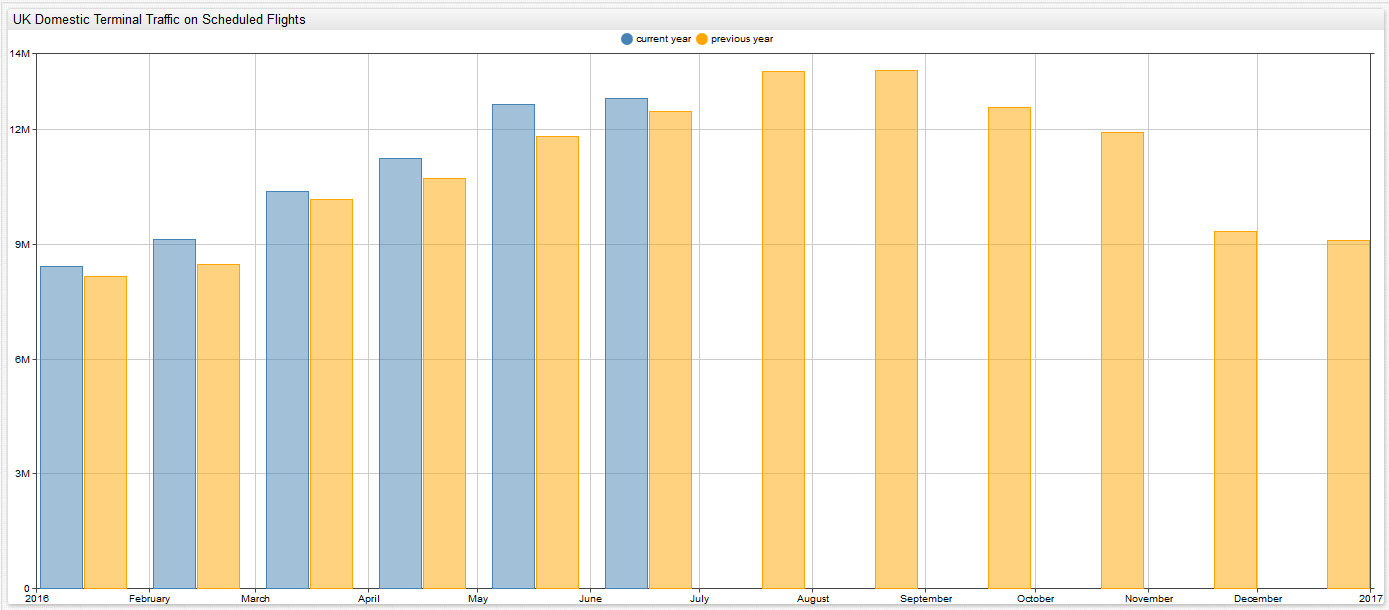 UK Domestic Terminal Traffic on Scheduled Flights
current year previous year
14M
12M
9M
6M
3M
0
2016 February March April May June July August September October November December 2017